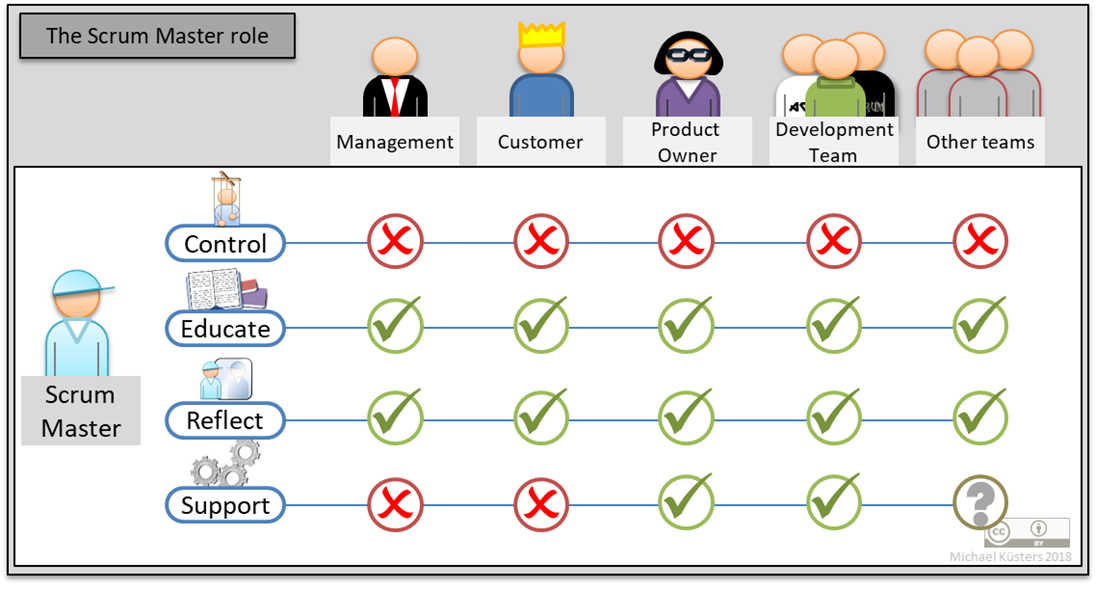 The Scrum Master role
Management
Customer
Product
Owner
Development
Team
Other teams
Control
Educate
Reflect
Support
Scrum
Master
?
cc
BY
Michael Küsters 2018